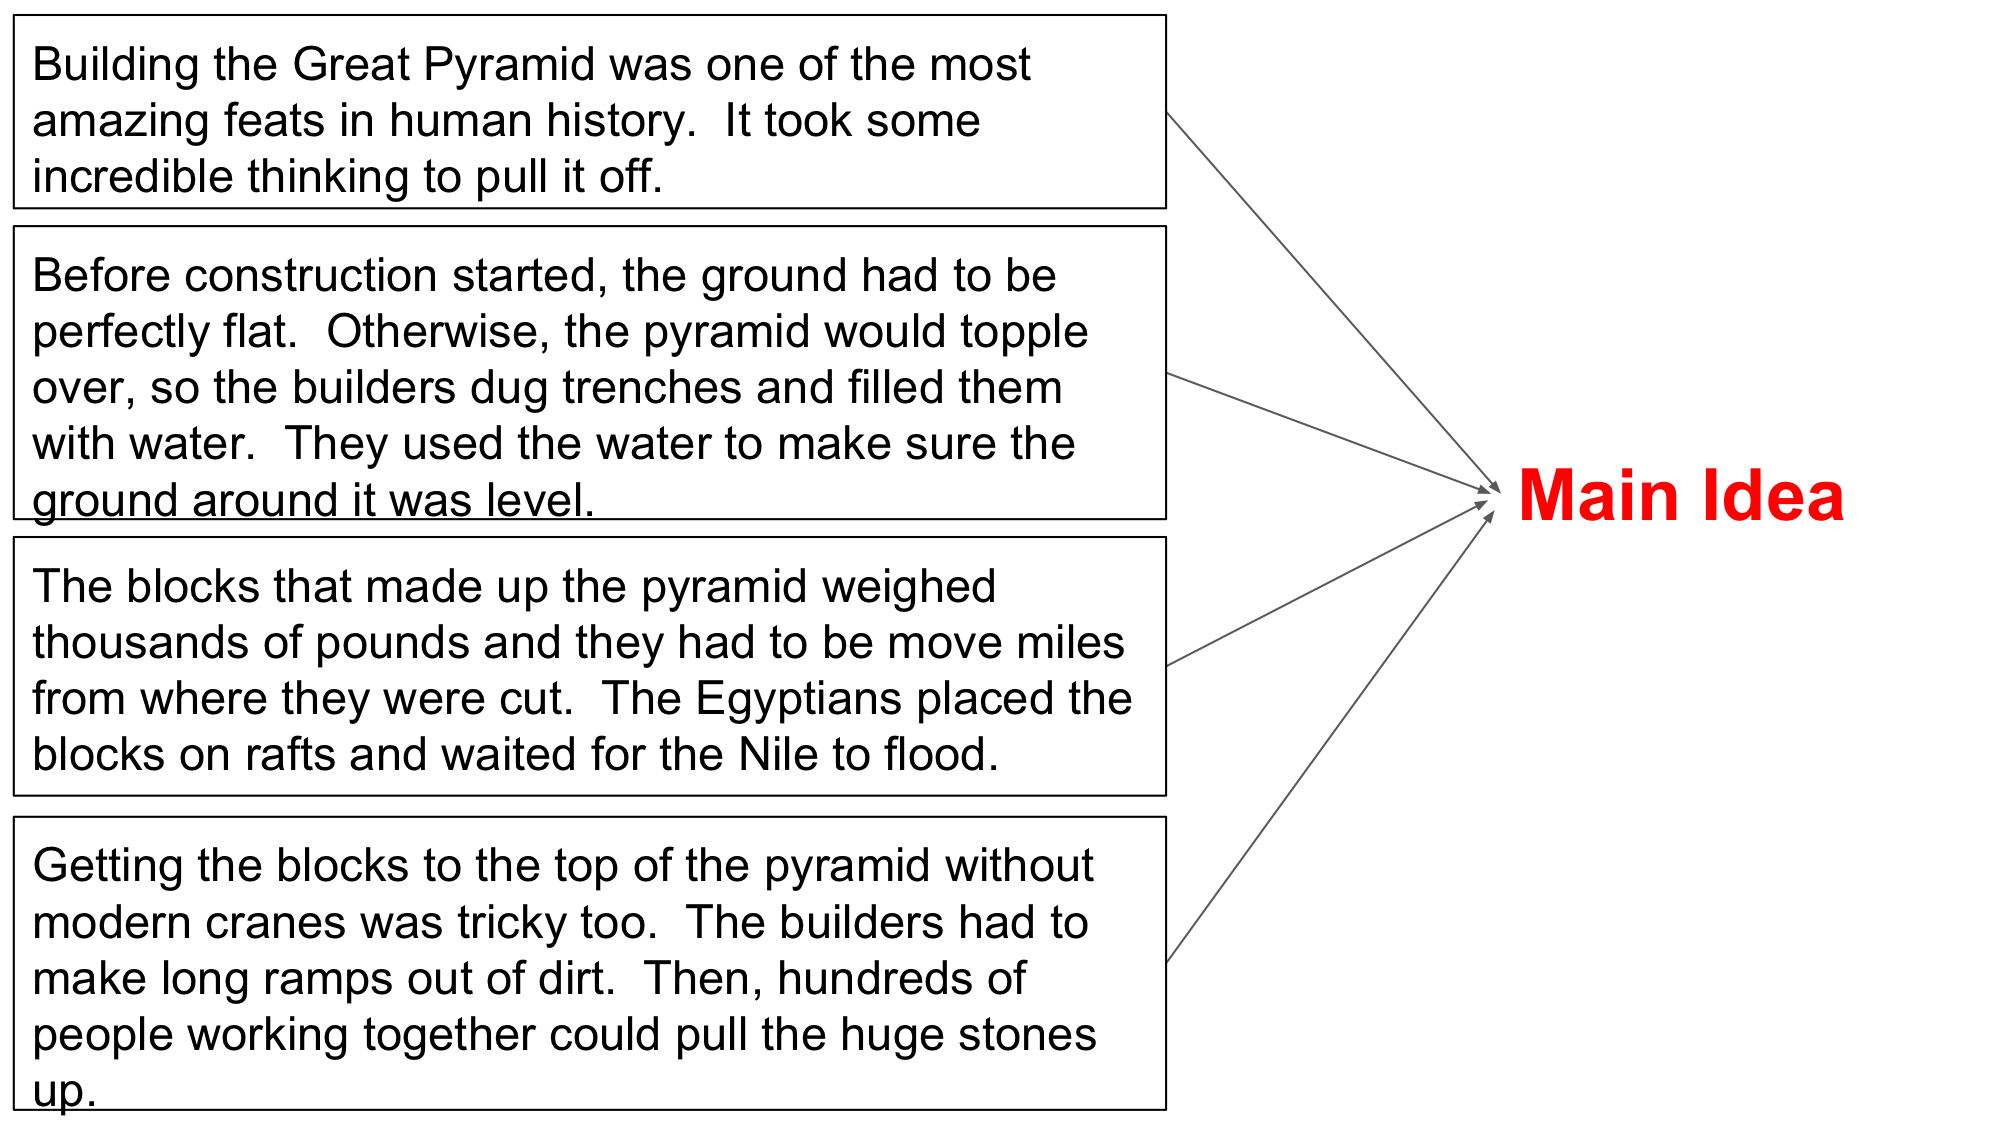 Building the Great Pyramid was one of the most
amazing feats in human history.  It took some
incredible thinking to pull it off.
Before construction started, the ground had to be
perfectly flat.  Otherwise, the pyramid would topple
over, so the builders dug trenches and filled them
with water.  They used the water to make sure the
ground around it was level.
The blocks that made up the pyramid weighed
thousands of pounds and they had to be move miles
from where they were cut.  The Egyptians placed the
blocks on rafts and waited for the Nile to flood.
Getting the blocks to the top of the pyramid without
modern cranes was tricky too.  The builders had to
make long ramps out of dirt.  Then, hundreds of
people working together could pull the huge stones
up.
Main Idea